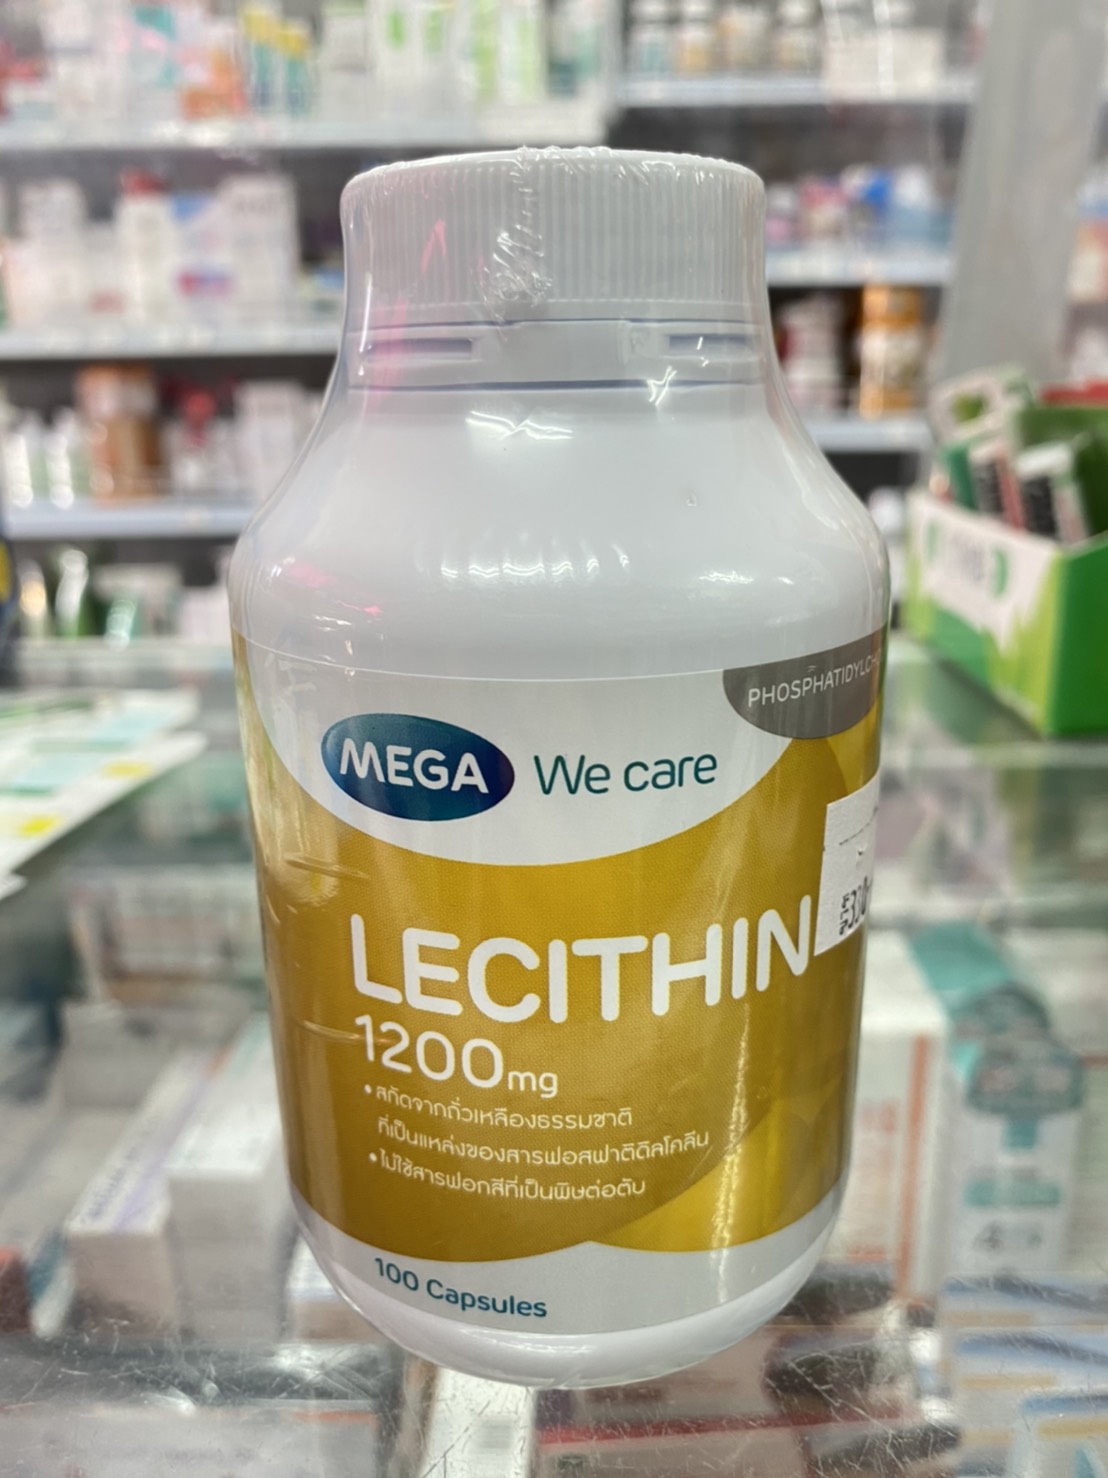 PHOSPHATIDYLCH
MEGA We care
LECITHIN
1200mg
• สกัดจากถั่วเหลืองธรรมชาติ
ที่เป็นแหล่งของสารฟอสฟาติดิลโคลีน
• ไม่ใช้สารฟอกสีที่เป็นพิษต่อตับ
100 Capsules